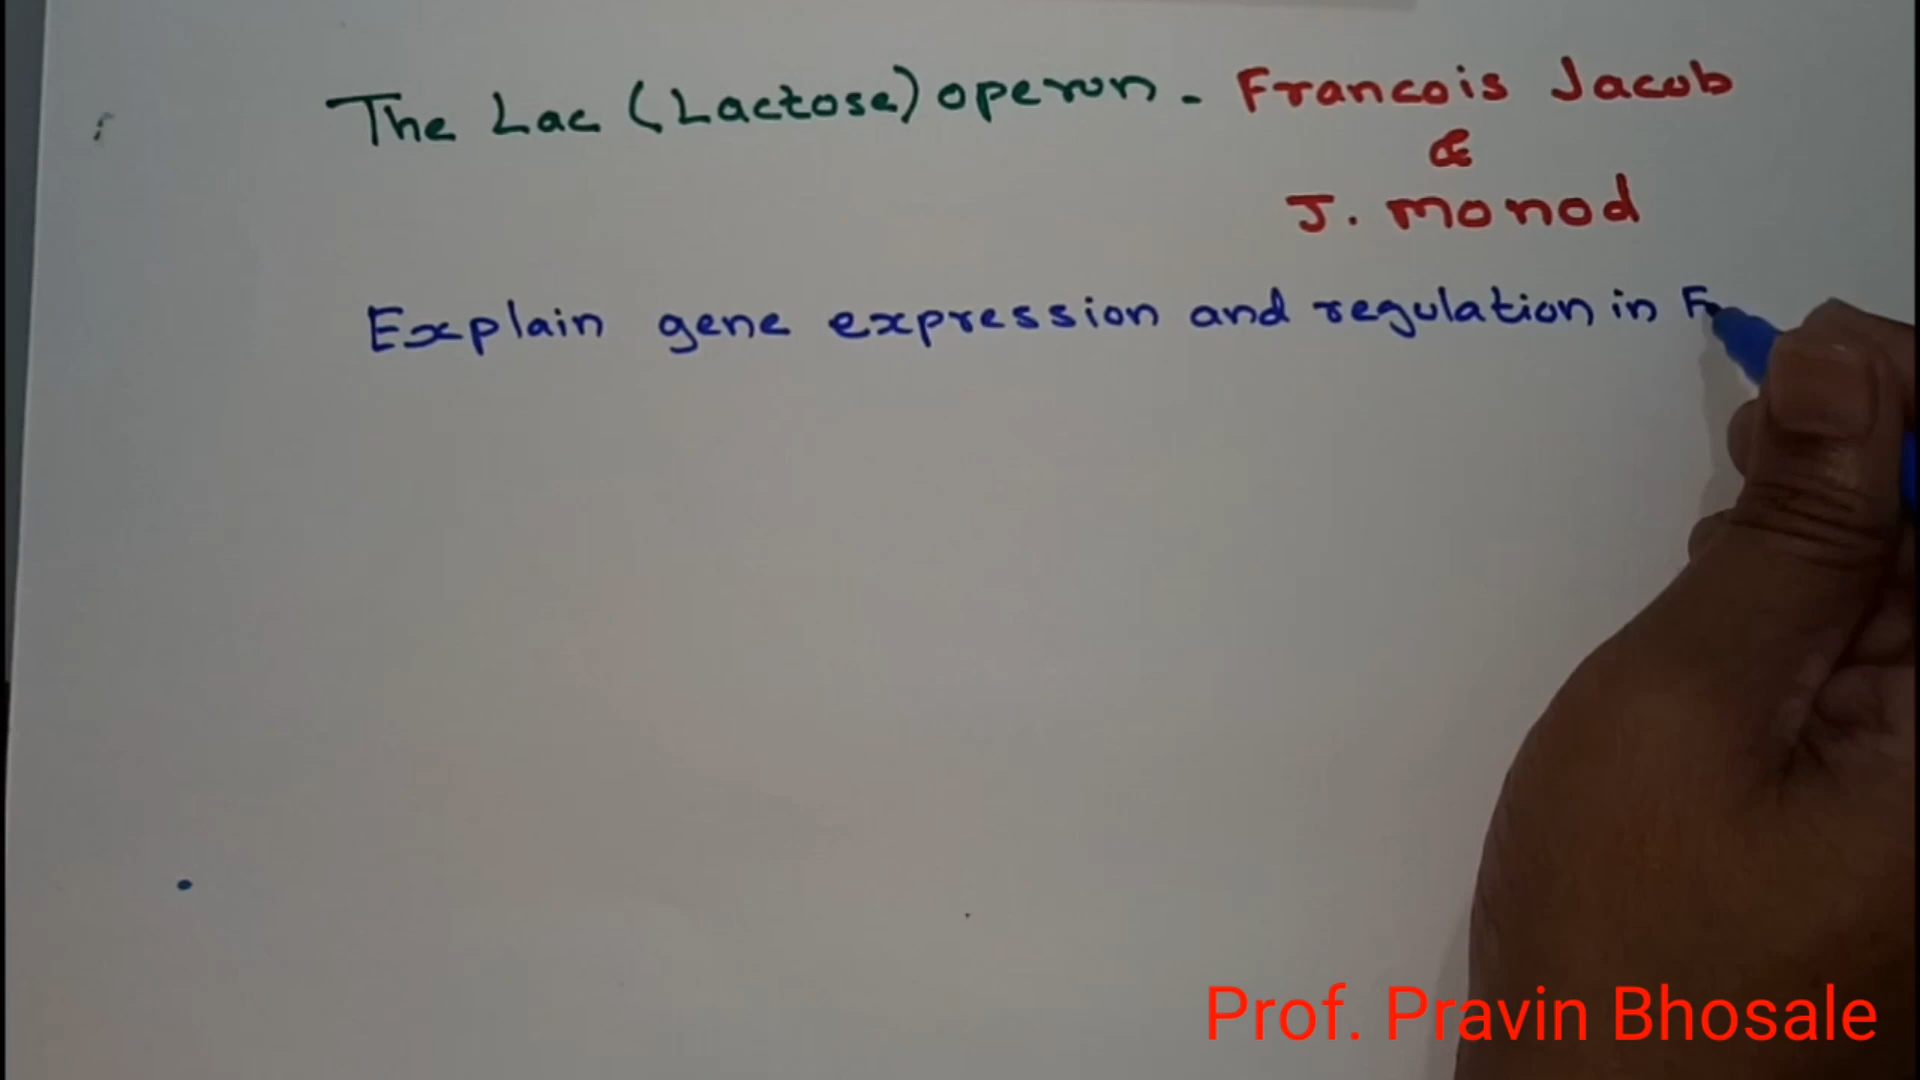 The Lac (Lactose) operon - Francois Jacob
&
J. Monod
Explain gene expression and regulation in
Prof. Pravin Bhosale